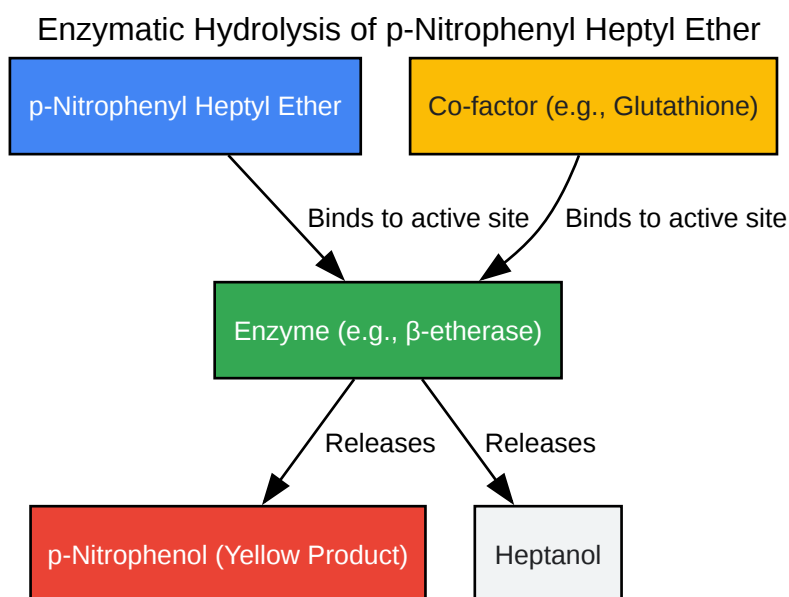 Enzymatic Hydrolysis of p-Nitrophenyl Heptyl Ether
p-Nitrophenyl Heptyl Ether
Co-factor (e.g., Glutathione)
Binds to active site
Binds to active site
Enzyme (e.g., β-etherase)
Releases
Releases
p-Nitrophenol (Yellow Product)
Heptanol